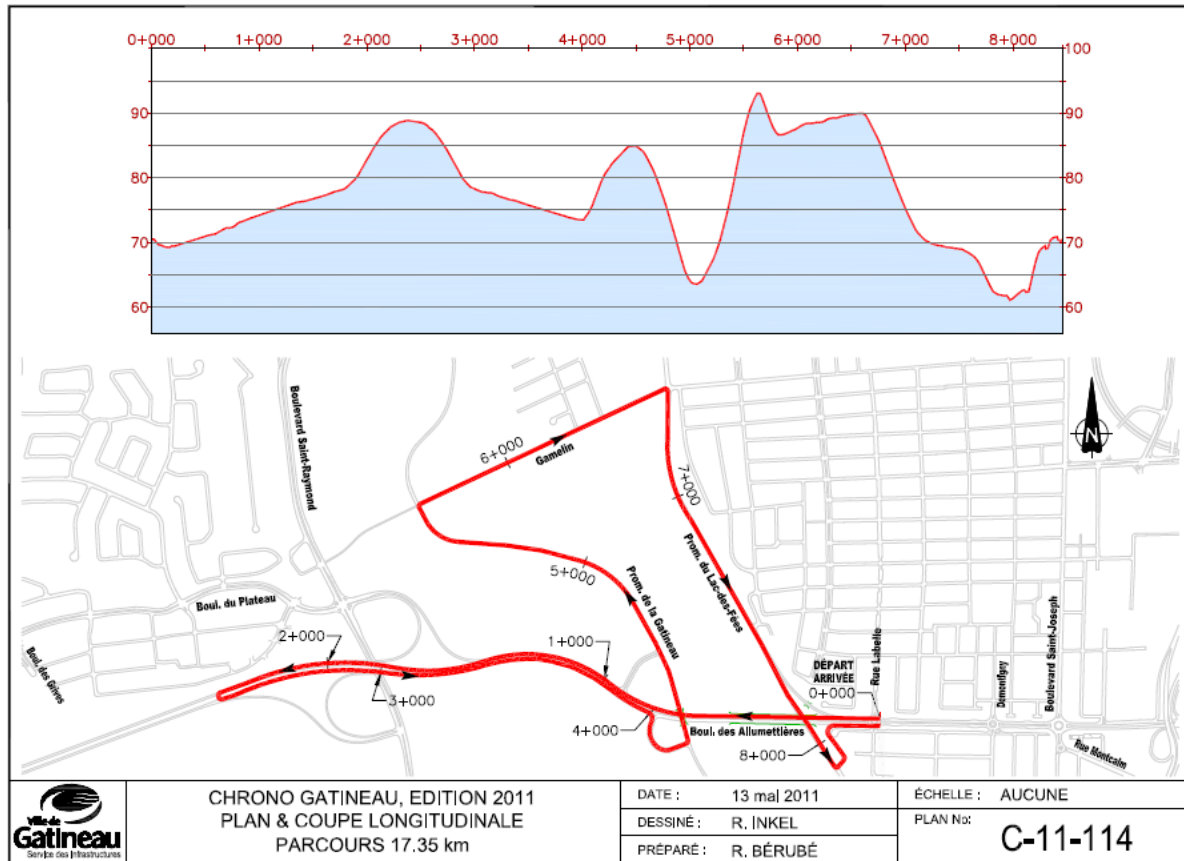 0+000 1+000 2+000 3+000 4+000 5+000 6+000 7+000 8+000
100 100
90 90
80 80
70 70
60 60
Boulevard Saint-Raymond
6+000
Gamelin
N
7+000
Prom. du Lac-des-Fées
5+000
Prom. de la Gatineau
Boul. du Plateau
Boul. des Grives
2+000
1+000
3+000
4+000
DÉPART
ARRIVÉE
0+000
Rue Labelle
Demontigny
Boulevard Saint-Joseph
Boul. des Allumettières
8+000
Rue Montcalm
Ville de
Gatineau
Service des Infrastructures
CHRONO GATINEAU, EDITION 2011
PLAN & COUPE LONGITUDINALE
PARCOURS 17.35 km
DATE : 13 mai 2011
DESSINÉ : R. INKEL
PRÉPARÉ : R. BÉRUBÉ
ÉCHELLE : AUCUNE
PLAN No: C-11-114